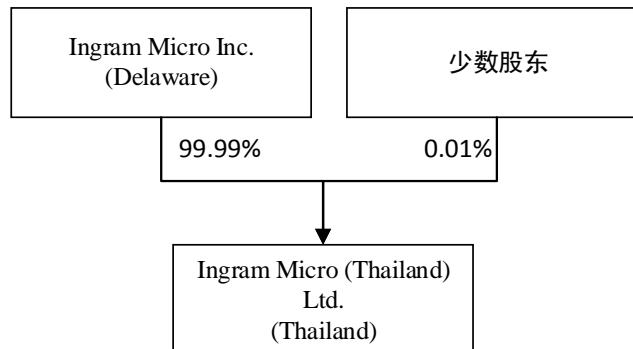 Ingram Micro Inc.
(Delaware)
少数股东
99.99%
0.01%
Ingram Micro (Thailand)
Ltd.
(Thailand)